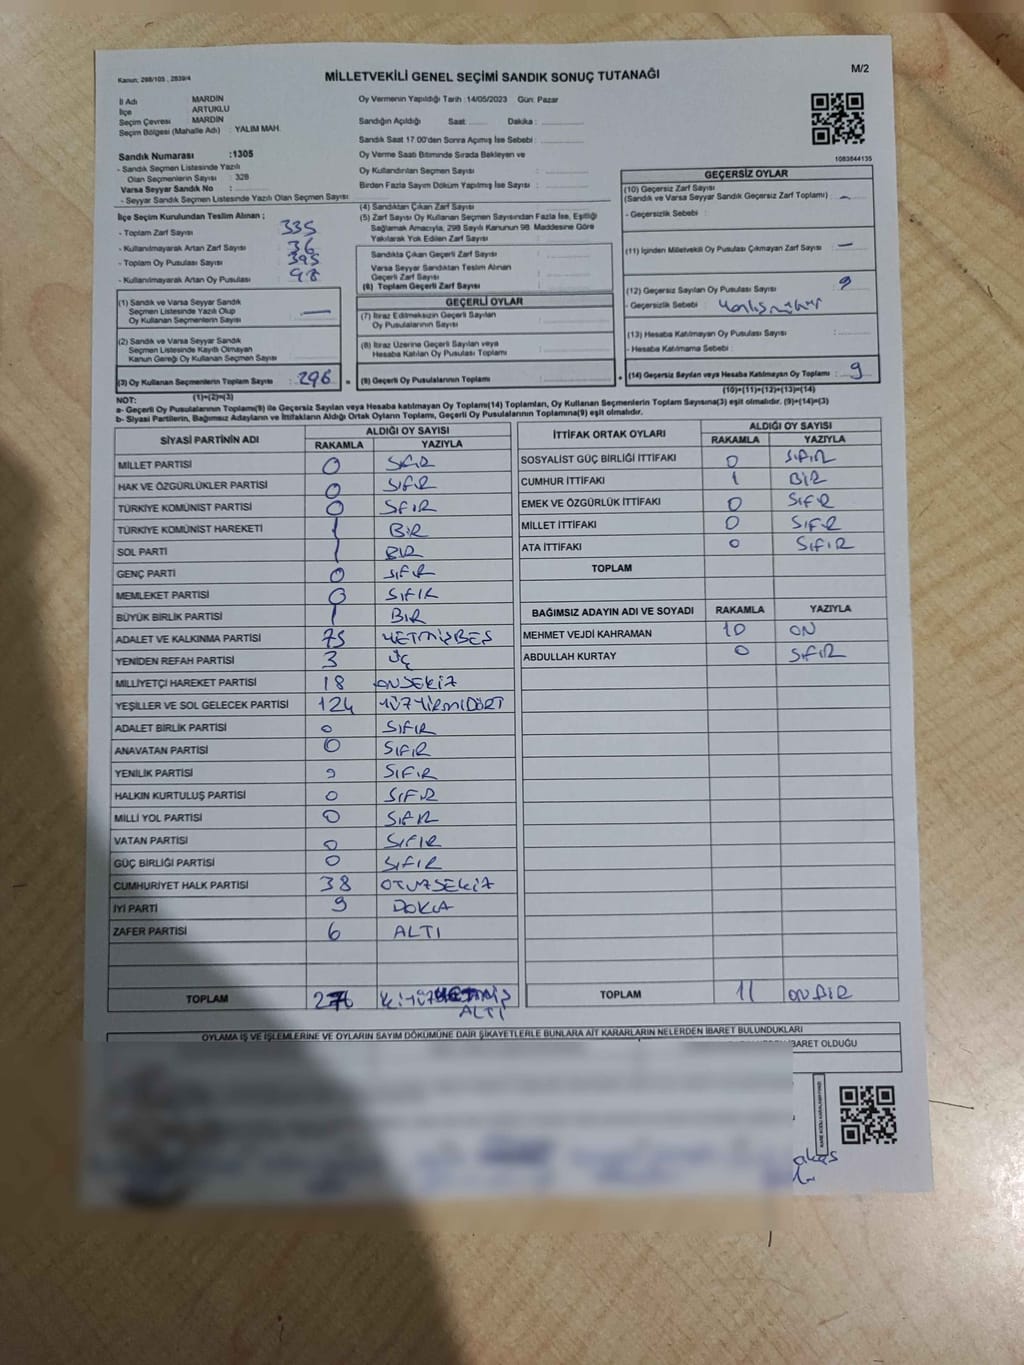 Kanun: 298/105 , 2839/4
MİLLETVEKİLİ GENEL SEÇİMİ SANDIK SONUÇ TUTANAĞI
M/2
İl Adı MARDİN
İlçe ARTUKLU
Seçim Çevresi MARDİN
Seçim Bölgesi (Mahalle Adı) : YALIM MAH.
Sandık Numarası :1305
- Sandık Seçmen Listesinde Yazılı
Olan Seçmenlerin Sayısı : 328
Varsa Seyyar Sandık No :
- Seyyar Sandık Seçmen Listesinde Yazılı Olan Seçmen Sayısı
Oy Vermenin Yapıldığı Tarih :14/05/2023 Gün: Pazar
Sandığın Açıldığı Saat: Dakika :
Sandık Saat 17.00'den Sonra Açımış İse Sebebi :
Oy Verme Saati Bitiminde Sırada Bekleyen ve
Oy Kullandırılan Seçmen Sayısı :
Birden Fazla Sayım Döküm Yapılmış İse Sayısı :
1083844135
İlçe Seçim Kurulundan Teslim Alınan ;
- Toplam Zarf Sayısı 335
- Kullanılmayarak Artan Zarf Sayısı 36
- Toplam Oy Pusulası Sayısı 395
- Kullanılmayarak Artan Oy Pusulası 98
(1) Sandık ve Varsa Seyyar Sandık
Seçmen Listesinde Yazılı Olup
Oy Kullanan Seçmenlerin Sayısı : —
(2) Sandık ve Varsa Seyyar Sandık
Seçmen Listesinde Kayıtlı Olmayan
Kanun Gereği Oy Kullanan Seçmen Sayısı :
(3) Oy Kullanan Seçmenlerin Toplam Sayısı : 296
(1)+(2)=(3)
(4) Sandıktan Çıkan Zarf Sayısı :
(5) Zarf Sayısı Oy Kullanan Seçmen Sayısından Fazla İse, Eşitliği
Sağlamak Amacıyla, 298 Sayılı Kanunun 98. Maddesine Göre
Yakılarak Yok Edilen Zarf Sayısı :
Sandıkta Çıkan Geçerli Zarf Sayısı :
Varsa Seyyar Sandıktan Teslim Alınan
Geçerli Zarf Sayısı :
(6) Toplam Geçerli Zarf Sayısı :
GEÇERLİ OYLAR
(7) İtiraz Edilmeksizin Geçerli Sayılan
Oy Pusulalarının Sayısı :
(8) İtiraz Üzerine Geçerli Sayılan veya
Hesaba Katılan Oy Pusulası Toplamı :
= (9) Geçerli Oy Pusulalarının Toplamı :
GEÇERSİZ OYLAR
(10) Geçersiz Zarf Sayısı
(Sandık ve Varsa Seyyar Sandık Geçersiz Zarf Toplamı) : —
- Geçersizlik Sebebi :
(11) İçinden Milletvekili Oy Pusulası Çıkmayan Zarf Sayısı : —
(12) Geçersiz Sayılan Oy Pusulası Sayısı : 9
- Geçersizlik Sebebi :
(13) Hesaba Katılmayan Oy Pusulası Sayısı :
- Hesaba Katılmama Sebebi :
+ (14) Geçersiz Sayılan veya Hesaba Katılmayan Oy Toplamı : 9
(10)+(11)+(12)+(13)=(14)
NOT:
a- Geçerli Oy Pusulalarının Toplamı(9) ile Geçersiz Sayılan veya Hesaba katılmayan Oy Toplamı(14) Toplamları, Oy Kullanan Seçmenlerin Toplam Sayısına(3) eşit olmalıdır. (9)+(14)=(3)
b- Siyasi Partilerin, Bağımsız Adayların ve İttifakların Aldığı Ortak Oyların Toplamı, Geçerli Oy Pusulalarının Toplamına(9) eşit olmalıdır.
SİYASİ PARTİNİN ADI ALDIĞI OY SAYISI
RAKAMLA YAZIYLA
MİLLET PARTİSİ 0 SIFIR
HAK VE ÖZGÜRLÜKLER PARTİSİ 0 SIFIR
TÜRKİYE KOMÜNİST PARTİSİ 0 SIFIR
TÜRKİYE KOMÜNİST HAREKETİ 1 BİR
SOL PARTİ 1 BİR
GENÇ PARTİ 0 SIFIR
MEMLEKET PARTİSİ 0 SIFIR
BÜYÜK BİRLİK PARTİSİ 1 BİR
ADALET VE KALKINMA PARTİSİ 75 YETMİŞBEŞ
YENİDEN REFAH PARTİSİ 3 ÜÇ
MİLLİYETÇİ HAREKET PARTİSİ 18 ONSEKİZ
YEŞİLLER VE SOL GELECEK PARTİSİ 124 YÜZYİRMİDÖRT
ADALET BİRLİK PARTİSİ 0 SIFIR
ANAVATAN PARTİSİ 0 SIFIR
YENİLİK PARTİSİ 0 SIFIR
HALKIN KURTULUŞ PARTİSİ 0 SIFIR
MİLLİ YOL PARTİSİ 0 SIFIR
VATAN PARTİSİ 0 SIFIR
GÜÇ BİRLİĞİ PARTİSİ 0 SIFIR
CUMHURİYET HALK PARTİSİ 38 OTUZSEKİZ
İYİ PARTİ 9 DOKUZ
ZAFER PARTİSİ 6 ALTI
TOPLAM 276 İKİYÜZYETMİŞ
ALTI
İTTİFAK ORTAK OYLARI ALDIĞI OY SAYISI
RAKAMLA YAZIYLA
SOSYALİST GÜÇ BİRLİĞİ İTTİFAKI 0 SIFIR
CUMHUR İTTİFAKI 1 BİR
EMEK VE ÖZGÜRLÜK İTTİFAKI 0 SIFIR
MİLLET İTTİFAKI 0 SIFIR
ATA İTTİFAKI 0 SIFIR
TOPLAM
BAĞIMSIZ ADAYIN ADI VE SOYADI RAKAMLA YAZIYLA
MEHMET VEJDİ KAHRAMAN 10 ON
ABDULLAH KURTAY 0 SIFIR
TOPLAM 11 ONBİR
OYLAMA İŞ VE İŞLEMLERİNE VE OYLARIN SAYIM DÖKÜMÜNE DAİR ŞİKAYETLERLE BUNLARA AİT KARARLARIN NELERDEN İBARET BULUNDUKLARI
İBARET OLDUĞU